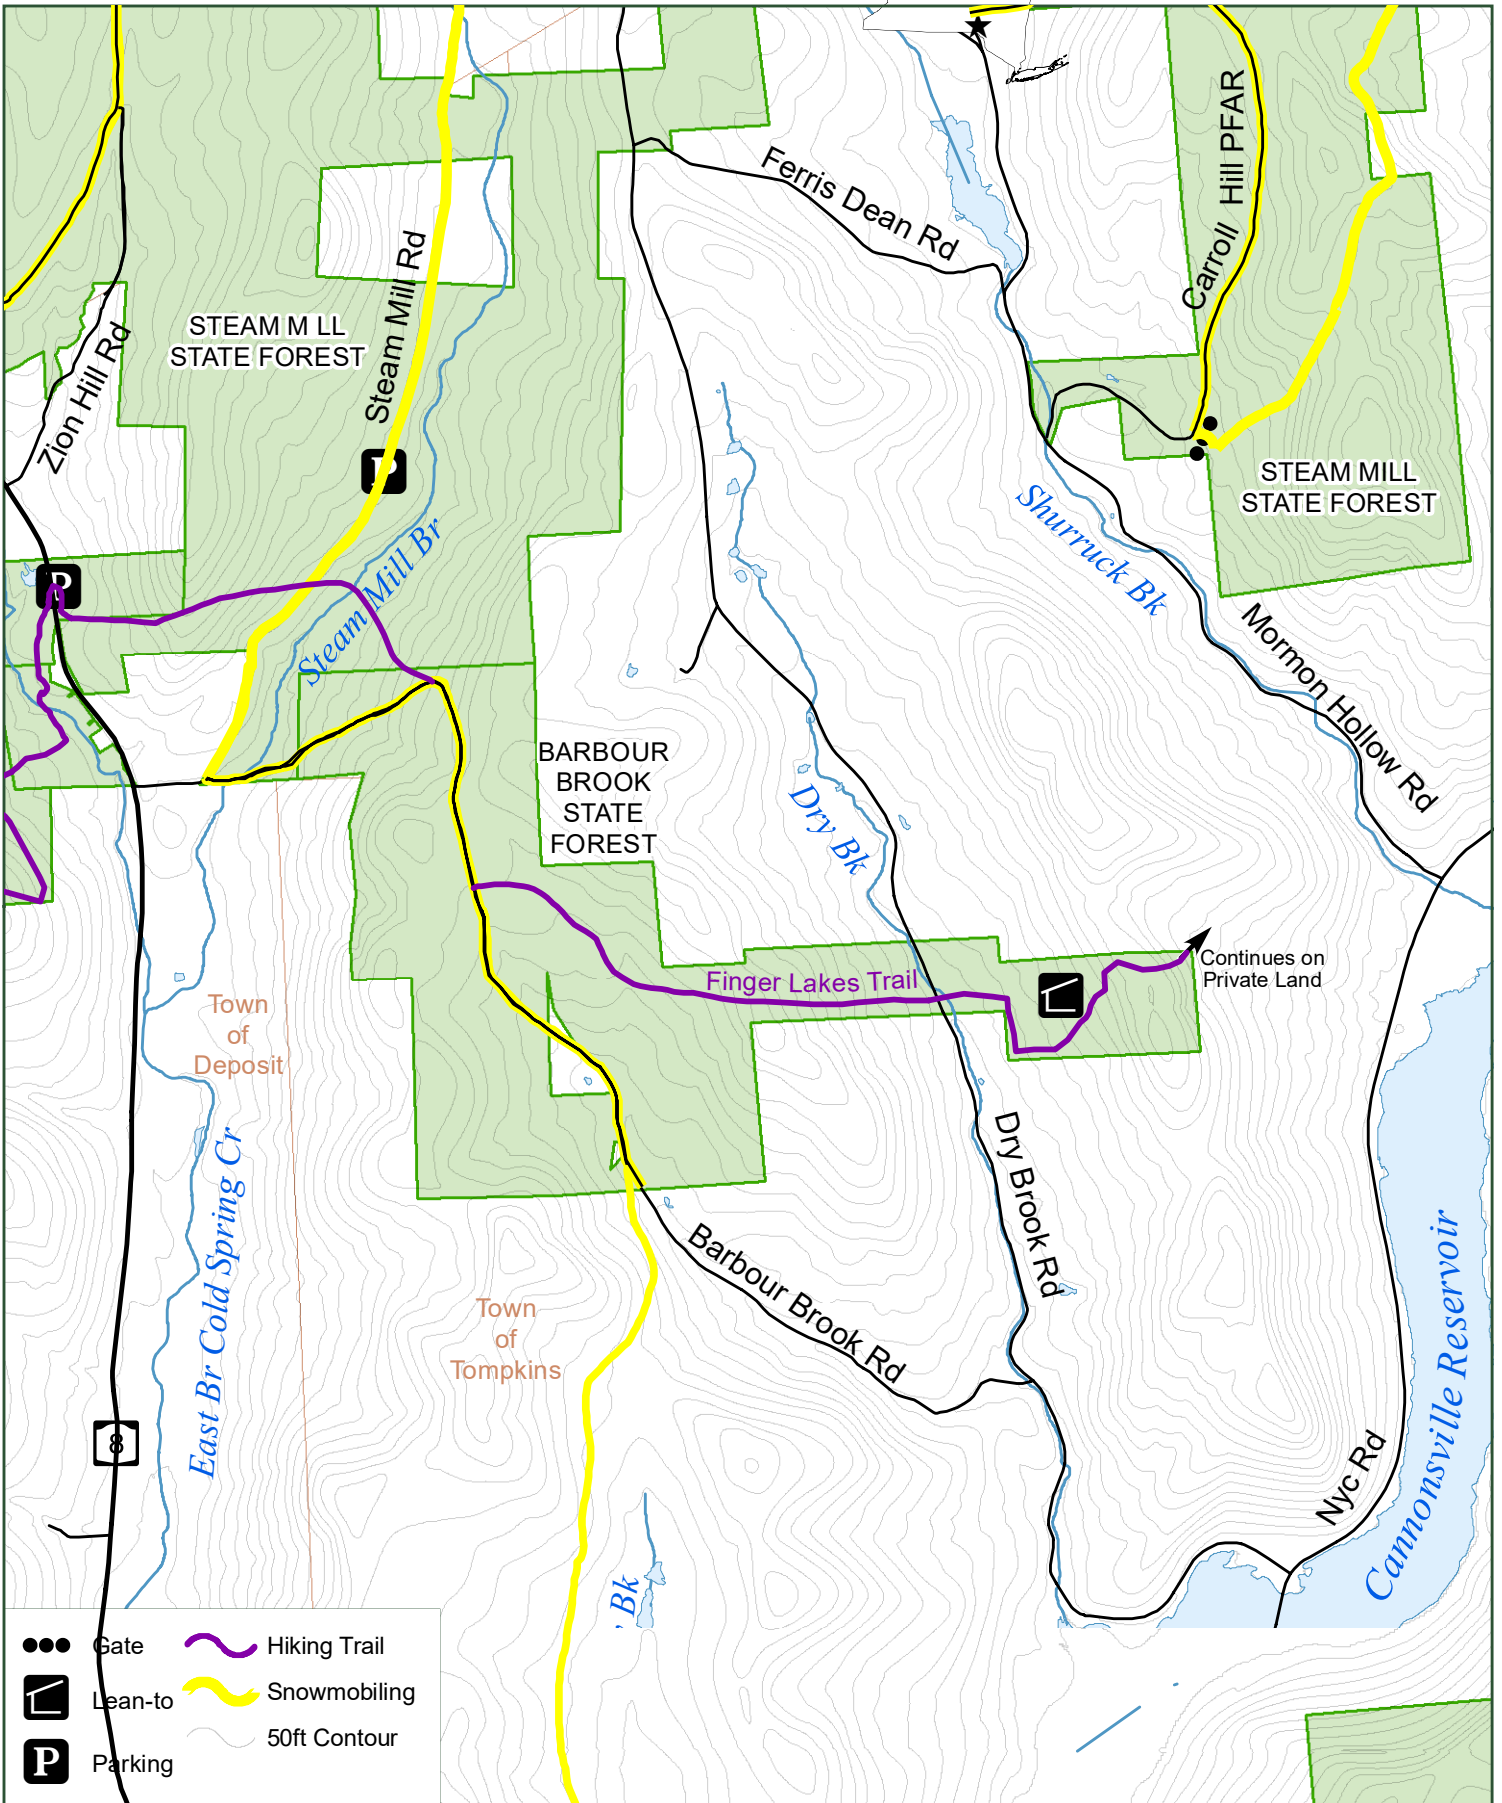 Ferris Dean Rd
Carroll Hill PFAR
Steam Mill Rd
STEAM M LL
STATE FOREST
Zion Hill Rd
P
STEAM MILL
STATE FOREST
Shurruck Bk
Steam Mill Br
P
Mormon Hollow Rd
BARBOUR
BROOK
STATE
FOREST
Dry Bk
Finger Lakes Trail
Continues on
Private Land
Town
of
Deposit
Dry Brook Rd
East Br Cold Spring Cr
Barbour Brook Rd
Town
of
Tompkins
Cannonsville Reservoir
8
Nyc Rd
Bk
Gate
Hiking Trail
Lean-to
Snowmobiling
50ft Contour
P
Parking